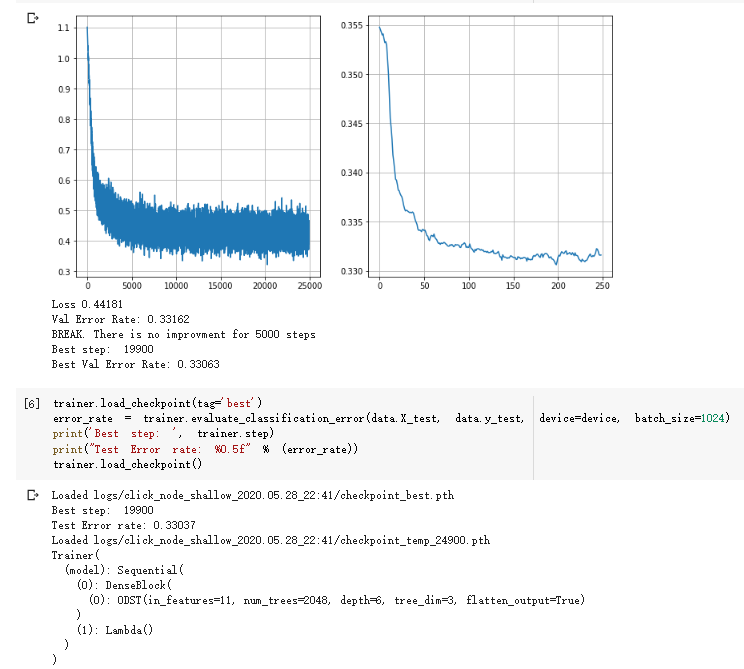 1.1
1.0
0.9
0.8
0.7
0.6
0.5
0.4
0.3
0 5000 10000 15000 20000 25000
0.355
0.350
0.345
0.340
0.335
0.330
0 50 100 150 200 250
Loss 0.44181
Val Error Rate: 0.33162
BREAK. There is no improvment for 5000 steps
Best step: 19900
Best Val Error Rate: 0.33063
[6] trainer.load_checkpoint(tag='best')
error_rate = trainer.evaluate_classification_error(data.X_test, data.y_test, device=device, batch_size=1024)
print('Best step: ', trainer.step)
print("Test Error rate: %0.5f" % (error_rate))
trainer.load_checkpoint()
Loaded logs/click_node_shallow_2020.05.28_22:41/checkpoint_best.pth
Best step: 19900
Test Error rate: 0.33037
Loaded logs/click_node_shallow_2020.05.28_22:41/checkpoint_temp_24900.pth
Trainer(
(model): Sequential(
(0): DenseBlock(
(0): ODST(in_features=11, num_trees=2048, depth=6, tree_dim=3, flatten_output=True)
)
(1): Lambda()
)
)